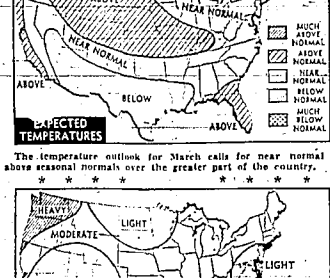 NEAR NORMAL
MUCH
ABOVE
NORMAL
ABOVE
NORMAL
NEAR
NORMAL
BELOW
NORMAL
MUCH
BELOW
NORMAL
NEAR NORMAL
ABOVE
BELOW
ABOVE
EXPECTED
TEMPERATURES
The temperature outlook for March calls for near normal
above seasonal normals over the greater part of the country.
* * * * * * * *
HEAVY
LIGHT
MODERATE
LIGHT